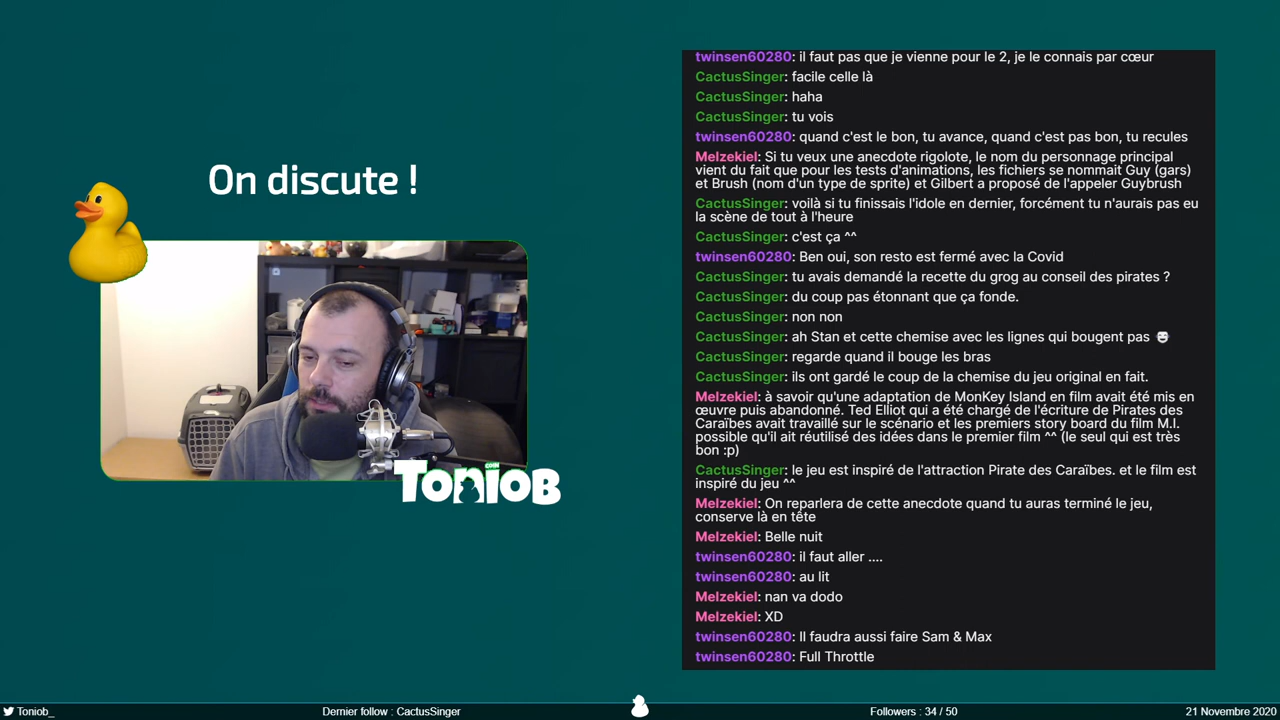 On discute !
COIN
TONIOB
twinsen60280: il faut pas que je vienne pour le 2, je le connais par cœur
CactusSinger: facile celle là
CactusSinger: haha
CactusSinger: tu vois
twinsen60280: quand c'est le bon, tu avance, quand c'est pas bon, tu recules
Melzekiel: Si tu veux une anecdote rigolote, le nom du personnage principal
vient du fait que pour les tests d'animations, les fichiers se nommait Guy (gars)
et Brush (nom d'un type de sprite) et Gilbert a proposé de l'appeler Guybrush
CactusSinger: voilà si tu finissais l'idole en dernier, forcément tu n'aurais pas eu
la scène de tout à l'heure
CactusSinger: c'est ça ^^
twinsen60280: Ben oui, son resto est fermé avec la Covid
CactusSinger: tu avais demandé la recette du grog au conseil des pirates ?
CactusSinger: du coup pas étonnant que ça fonde.
CactusSinger: non non
CactusSinger: ah Stan et cette chemise avec les lignes qui bougent pas
CactusSinger: regarde quand il bouge les bras
CactusSinger: ils ont gardé le coup de la chemise du jeu original en fait.
Melzekiel: à savoir qu'une adaptation de MonKey Island en film avait été mis en
œuvre puis abandonné. Ted Elliot qui a été chargé de l'écriture de Pirates des
Caraïbes avait travaillé sur le scénario et les premiers story board du film M.I.
possible qu'il ait réutilisé des idées dans le premier film ^^ (le seul qui est très
bon :p)
CactusSinger: le jeu est inspiré de l'attraction Pirate des Caraïbes. et le film est
inspiré du jeu ^^
Melzekiel: On reparlera de cette anecdote quand tu auras terminé le jeu,
conserve là en tête
Melzekiel: Belle nuit
twinsen60280: il faut aller ....
twinsen60280: au lit
Melzekiel: nan va dodo
Melzekiel: XD
twinsen60280: Il faudra aussi faire Sam & Max
twinsen60280: Full Throttle
Toniob_
Dernier follow : CactusSinger
Followers : 34 / 50
21 Novembre 2020